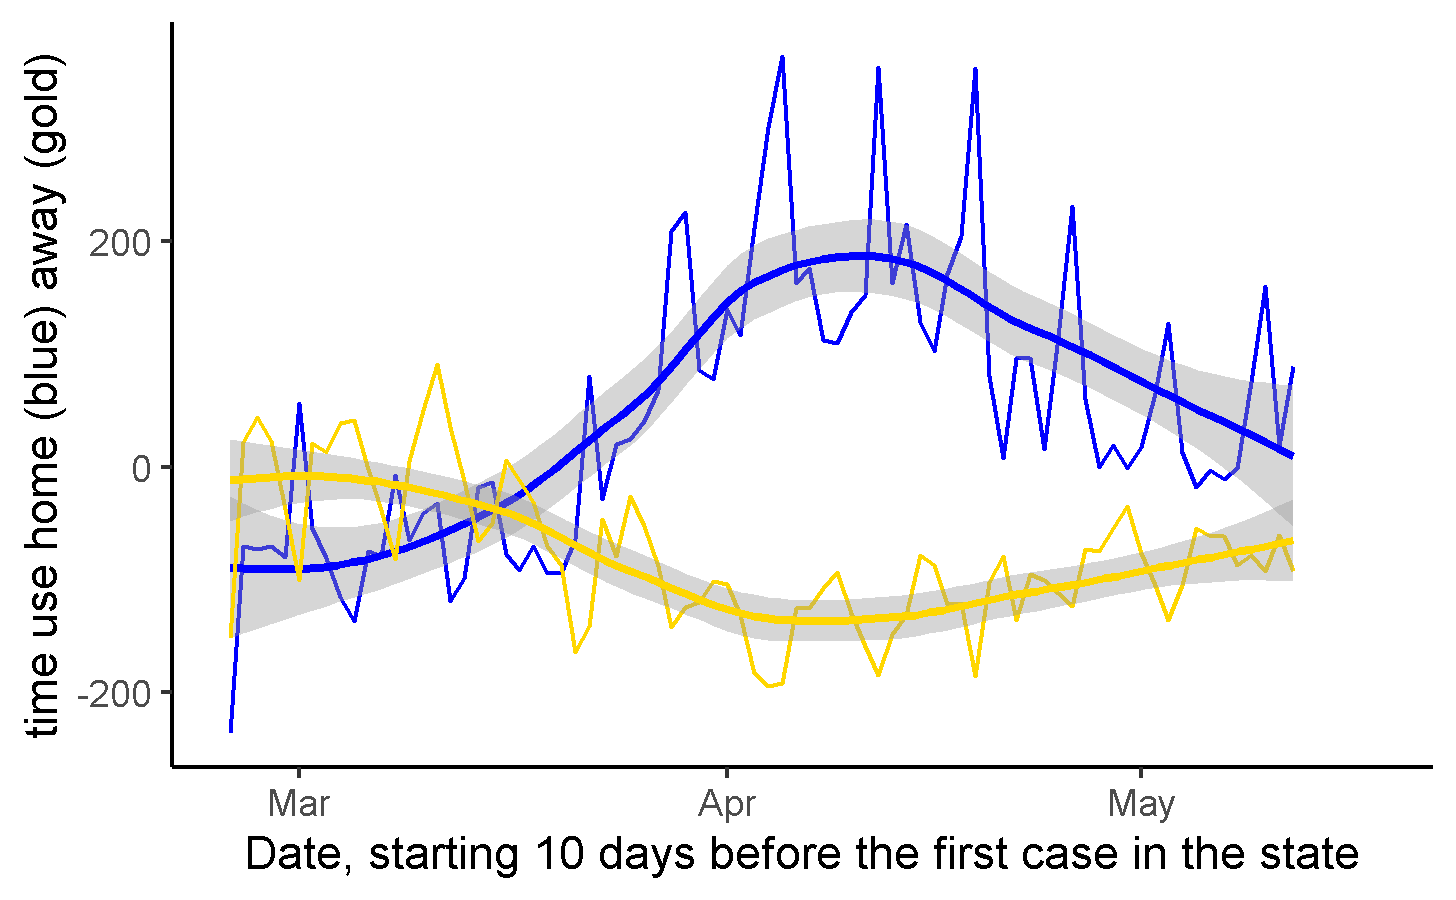 time use home (blue) away (gold)
200
0
-200
Mar
Apr
May
Date, starting 10 days before the first case in the state